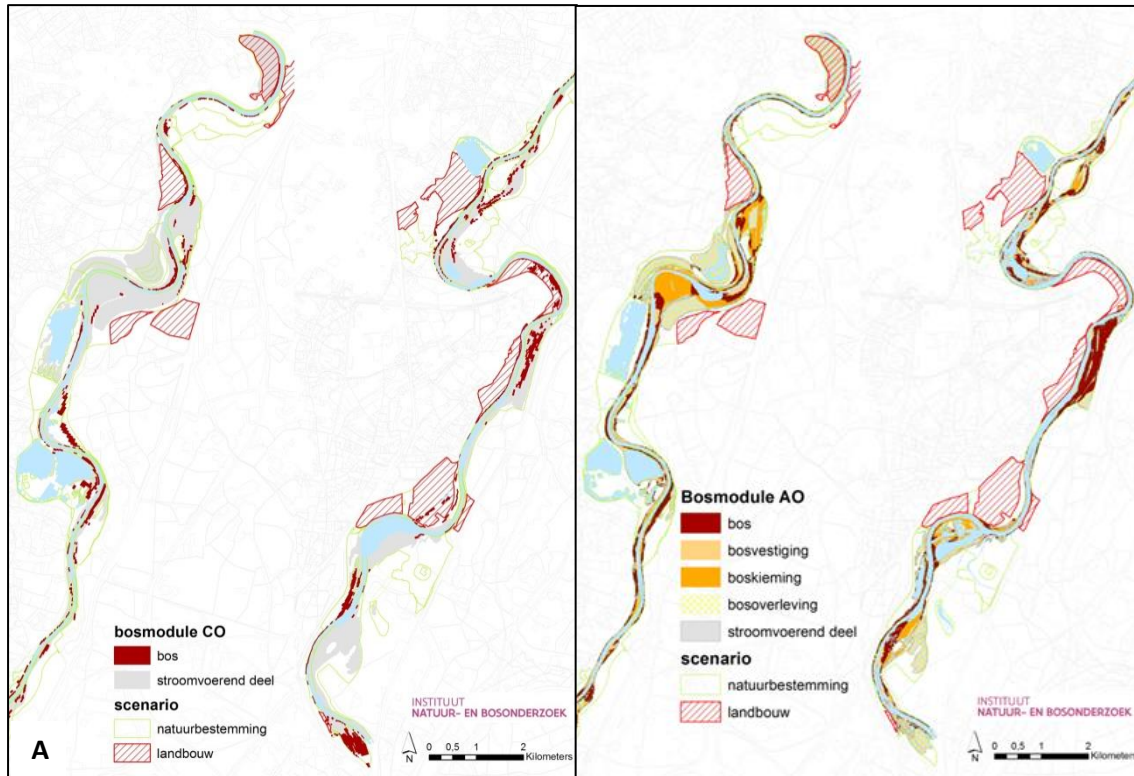 bosmodule CO
bos
stroomvoerend deel
scenario
natuurbestemming
landbouw
A
N
0 0,5 1 2
Kilometers
INSTITUUT
NATUUR- EN BOSONDERZOEK
Bosmodule AO
bos
bosvestiging
boskieming
bosoverleving
stroomvoerend deel
scenario
natuurbestemming
landbouw
INSTITUUT
NATUUR- EN BOSONDERZOEK
N
0 0,5 1 2
Kilometers